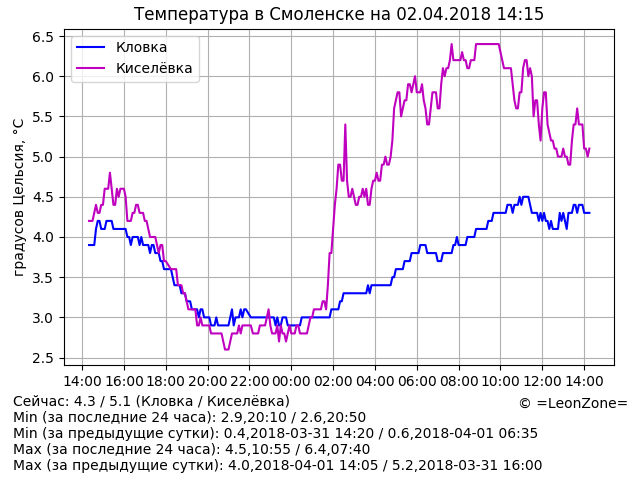 Температура в Смоленске на 02.04.2018 14:15
Кловка
Киселёвка
градусов Цельсия, °C
6.5
6.0
5.5
5.0
4.5
4.0
3.5
3.0
2.5
14:00 16:00 18:00 20:00 22:00 00:00 02:00 04:00 06:00 08:00 10:00 12:00 14:00
Сейчас: 4.3 / 5.1 (Кловка / Киселёвка)
© =LeonZone=
Min (за последние 24 часа): 2.9,20:10 / 2.6,20:50
Min (за предыдущие сутки): 0.4,2018-03-31 14:20 / 0.6,2018-04-01 06:35
Max (за последние 24 часа): 4.5,10:55 / 6.4,07:40
Max (за предыдущие сутки): 4.0,2018-04-01 14:05 / 5.2,2018-03-31 16:00